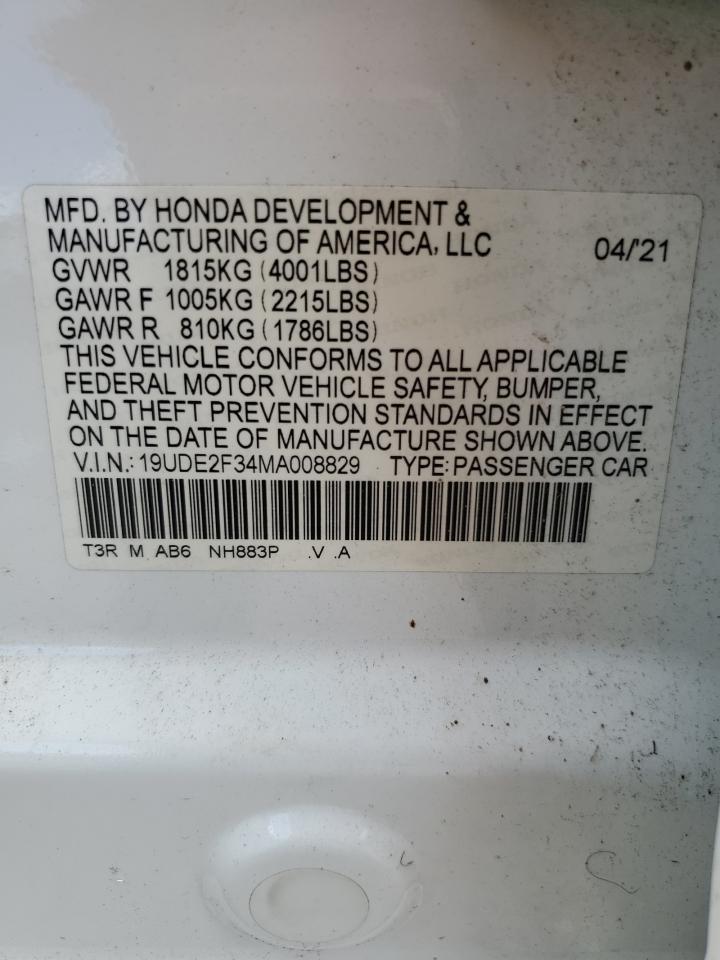 MFD. BY HONDA DEVELOPMENT &
MANUFACTURING OF AMERICA, LLC 04/'21
GVWR 1815KG (4001LBS)
GAWR F 1005KG (2215LBS)
GAWR R 810KG (1786LBS)
THIS VEHICLE CONFORMS TO ALL APPLICABLE
FEDERAL MOTOR VEHICLE SAFETY, BUMPER,
AND THEFT PREVENTION STANDARDS IN EFFECT
ON THE DATE OF MANUFACTURE SHOWN ABOVE.
V.I.N.: 19UDE2F34MA008829 TYPE: PASSENGER CAR
T3R M AB6 NH883P .V .A